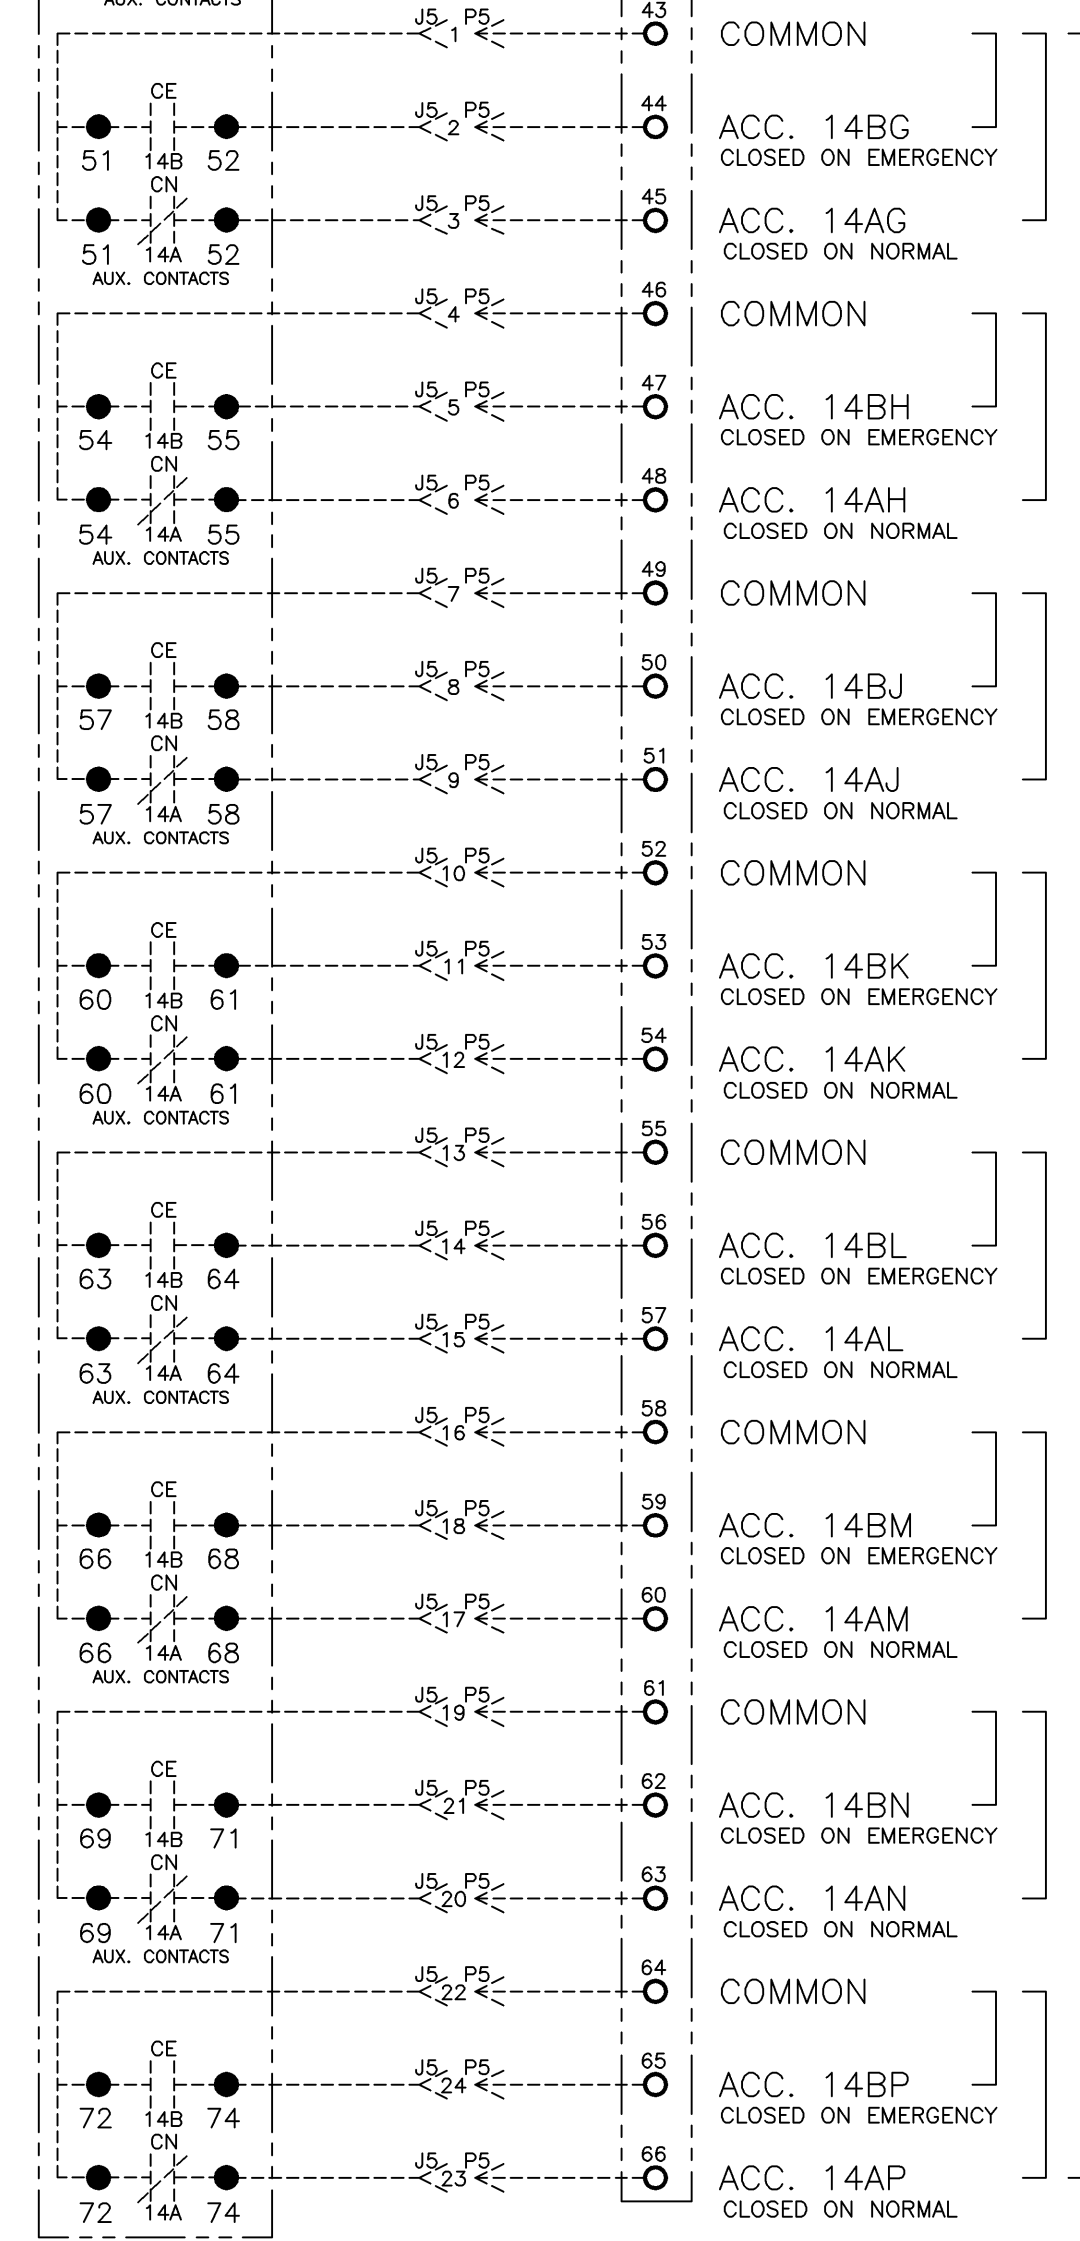 AUX. CONTACTS
J5 1 P5 43 COMMON
CE
J5 2 P5 44 ACC. 14BG
51 14B 52 CLOSED ON EMERGENCY
CN
J5 3 P5 45 ACC. 14AG
51 14A 52 CLOSED ON NORMAL
AUX. CONTACTS
J5 4 P5 46 COMMON
CE
J5 5 P5 47 ACC. 14BH
54 14B 55 CLOSED ON EMERGENCY
CN
J5 6 P5 48 ACC. 14AH
54 14A 55 CLOSED ON NORMAL
AUX. CONTACTS
J5 7 P5 49 COMMON
CE
J5 8 P5 50 ACC. 14BJ
57 14B 58 CLOSED ON EMERGENCY
CN
J5 9 P5 51 ACC. 14AJ
57 14A 58 CLOSED ON NORMAL
AUX. CONTACTS
J5 10 P5 52 COMMON
CE
J5 11 P5 53 ACC. 14BK
60 14B 61 CLOSED ON EMERGENCY
CN
J5 12 P5 54 ACC. 14AK
60 14A 61 CLOSED ON NORMAL
AUX. CONTACTS
J5 13 P5 55 COMMON
CE
J5 14 P5 56 ACC. 14BL
63 14B 64 CLOSED ON EMERGENCY
CN
J5 15 P5 57 ACC. 14AL
63 14A 64 CLOSED ON NORMAL
AUX. CONTACTS
J5 16 P5 58 COMMON
CE
J5 18 P5 59 ACC. 14BM
66 14B 68 CLOSED ON EMERGENCY
CN
J5 17 P5 60 ACC. 14AM
66 14A 68 CLOSED ON NORMAL
AUX. CONTACTS
J5 19 P5 61 COMMON
CE
J5 21 P5 62 ACC. 14BN
69 14B 71 CLOSED ON EMERGENCY
CN
J5 20 P5 63 ACC. 14AN
69 14A 71 CLOSED ON NORMAL
AUX. CONTACTS
J5 22 P5 64 COMMON
CE
J5 24 P5 65 ACC. 14BP
72 14B 74 CLOSED ON EMERGENCY
CN
J5 23 P5 66 ACC. 14AP
72 14A 74 CLOSED ON NORMAL